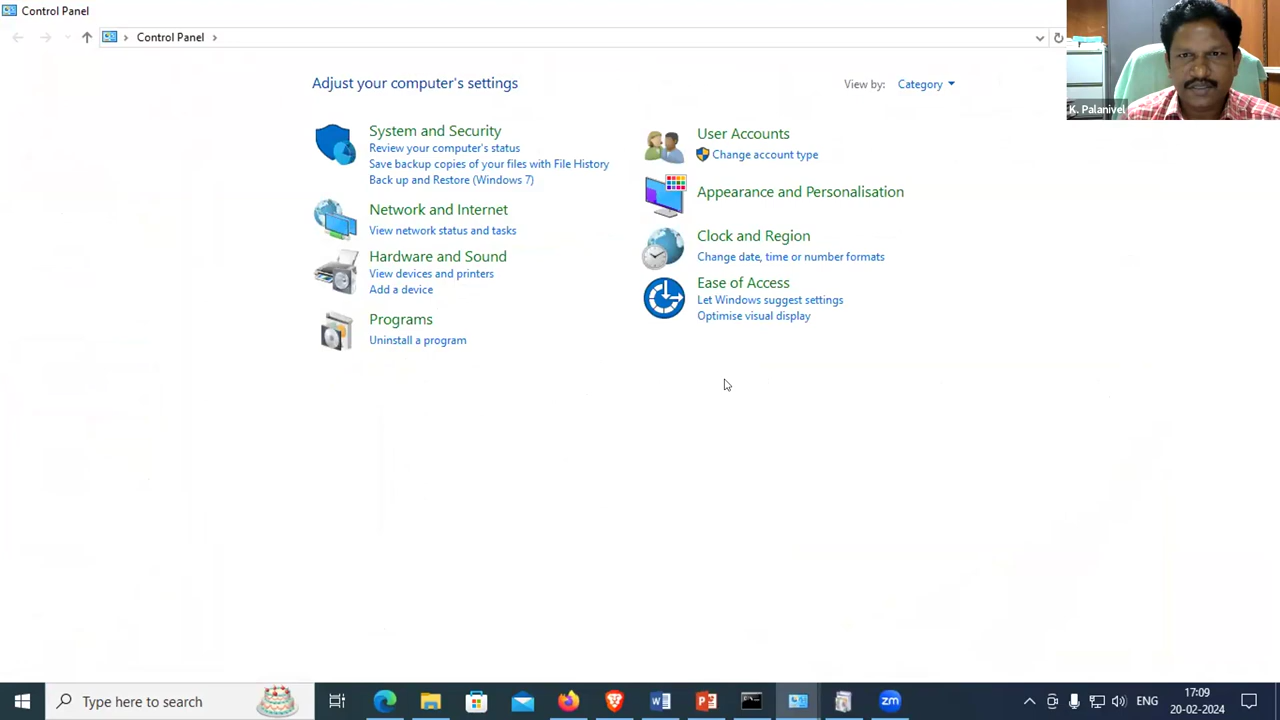 Control Panel
Control Panel
Adjust your computer's settings
View by: Category
System and Security
Review your computer's status
Save backup copies of your files with File History
Back up and Restore (Windows 7)
Network and Internet
View network status and tasks
Hardware and Sound
View devices and printers
Add a device
Programs
Uninstall a program
User Accounts
Change account type
Appearance and Personalisation
Clock and Region
Change date, time or number formats
Ease of Access
Let Windows suggest settings
Optimise visual display
K. Palanivel
Type here to search
zm
ENG
17:09
20-02-2024